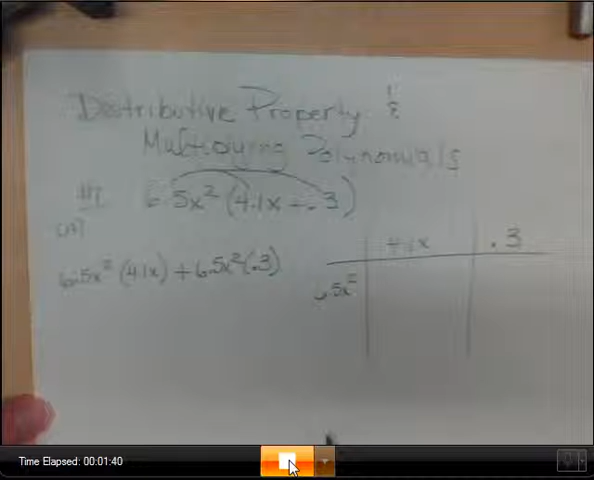 Distributive Property &
Multiplying Polynomials
6.5x² (4.1x + .3)
6.5x² (4.1x) + 6.5x² (.3)
4.1x .3
6.5x²
Time Elapsed: 00:01:40